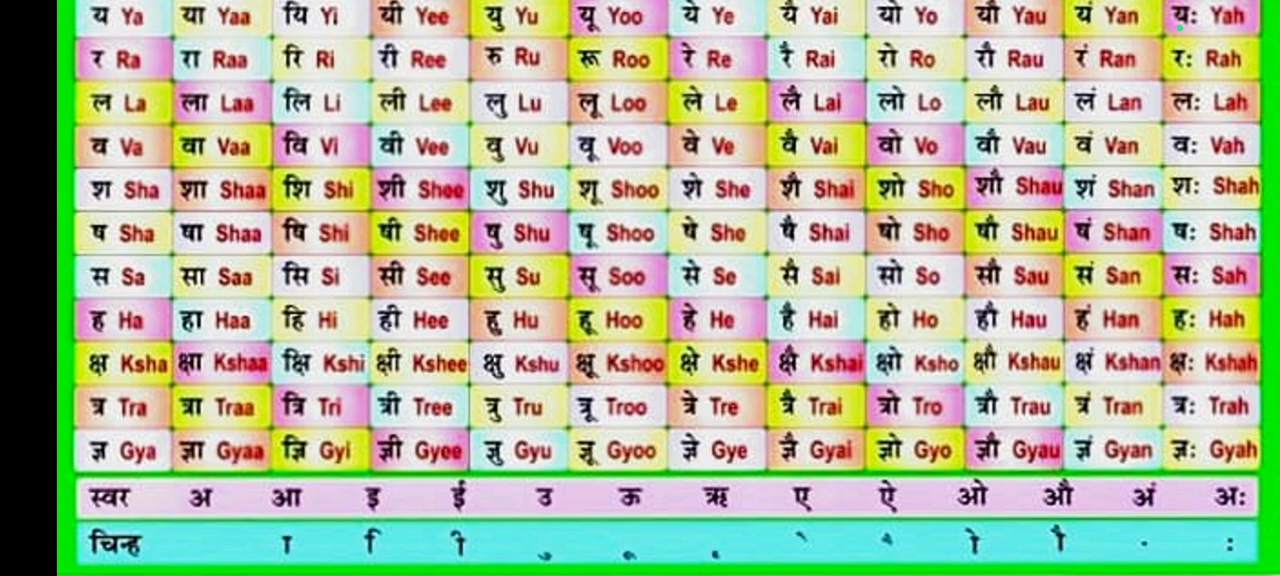 य Ya या Yaa यि Yi यी Yee यु Yu यू Yoo ये Ye यै Yai यो Yo यौ Yau यं Yan य: Yah
र Ra रा Raa रि Ri री Ree रु Ru रू Roo रे Re रै Rai रो Ro रौ Rau रं Ran र: Rah
ल La ला Laa लि Li ली Lee लु Lu लू Loo ले Le लै Lai लो Lo लौ Lau लं Lan ल: Lah
व Va वा Vaa वि Vi वी Vee वु Vu वू Voo वे Ve वै Vai वो Vo वौ Vau वं Van व: Vah
श Sha शा Shaa शि Shi शी Shee शु Shu शू Shoo शे She शै Shai शो Sho शौ Shau शं Shan श: Shah
ष Sha षा Shaa षि Shi षी Shee षु Shu षू Shoo षे She षै Shai षो Sho षौ Shau षं Shan ष: Shah
स Sa सा Saa सि Si सी See सु Su सू Soo से Se सै Sai सो So सौ Sau सं San स: Sah
ह Ha हा Haa हि Hi ही Hee हु Hu हू Hoo हे He है Hai हो Ho हौ Hau हं Han ह: Hah
क्ष Ksha क्षा Kshaa क्षि Kshi क्षी Kshee क्षु Kshu क्षू Kshoo क्षे Kshe क्षै Kshai क्षो Ksho क्षौ Kshau क्षं Kshan क्ष: Kshah
त्र Tra त्रा Traa त्रि Tri त्री Tree त्रु Tru त्रू Troo त्रे Tre त्रै Trai त्रो Tro त्रौ Trau त्रं Tran त्र: Trah
ज्ञ Gya ज्ञा Gyaa ज्ञि Gyi ज्ञी Gyee ज्ञु Gyu ज्ञू Gyoo ज्ञे Gye ज्ञै Gyai ज्ञो Gyo ज्ञौ Gyau ज्ञं Gyan ज्ञ: Gyah
स्वर अ आ इ ई उ ऊ ऋ ए ऐ ओ औ अं अ:
चिन्ह ा ि ी ु ू ृ े ै ो ौ ं :